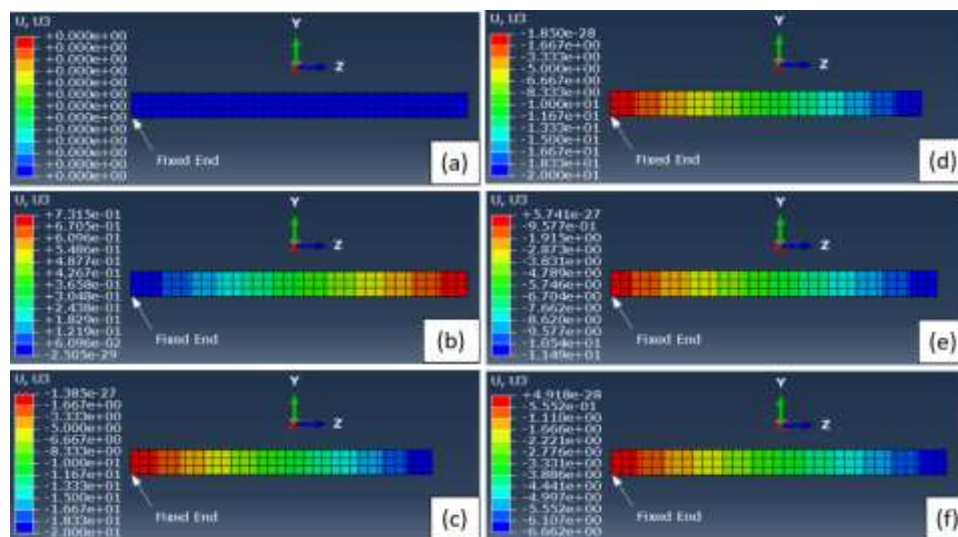 U, U3
+0.000e+00
+0.000e+00
+0.000e+00
+0.000e+00
+0.000e+00
+0.000e+00
+0.000e+00
+0.000e+00
+0.000e+00
+0.000e+00
+0.000e+00
+0.000e+00
+0.000e+00
Y
Z
Fixed End
(a)
U, U3
+7.315e-01
+6.705e-01
+6.096e-01
+5.486e-01
+4.877e-01
+4.267e-01
+3.658e-01
+3.048e-01
+2.438e-01
+1.829e-01
+1.219e-01
+6.096e-02
-2.505e-29
Y
Z
Fixed End
(b)
U, U3
-1.385e-27
-1.667e+00
-3.333e+00
-5.000e+00
-6.667e+00
-8.333e+00
-1.000e+01
-1.167e+01
-1.333e+01
-1.500e+01
-1.667e+01
-1.833e+01
-2.000e+01
Y
Z
Fixed End
(c)
U, U3
-1.850e-28
-1.667e+00
-3.333e+00
-5.000e+00
-6.667e+00
-8.333e+00
-1.000e+01
-1.167e+01
-1.333e+01
-1.500e+01
-1.667e+01
-1.833e+01
-2.000e+01
Y
Z
Fixed End
(d)
U, U3
+5.741e-27
-9.577e-01
-1.915e+00
-2.873e+00
-3.831e+00
-4.789e+00
-5.746e+00
-6.704e+00
-7.662e+00
-8.620e+00
-9.577e+00
-1.054e+01
-1.149e+01
Y
Z
Fixed End
(e)
U, U3
+4.918e-28
-5.552e-01
-1.110e+00
-1.666e+00
-2.221e+00
-2.776e+00
-3.331e+00
-3.886e+00
-4.441e+00
-4.997e+00
-5.552e+00
-6.107e+00
-6.662e+00
Y
Z
Fixed End
(f)